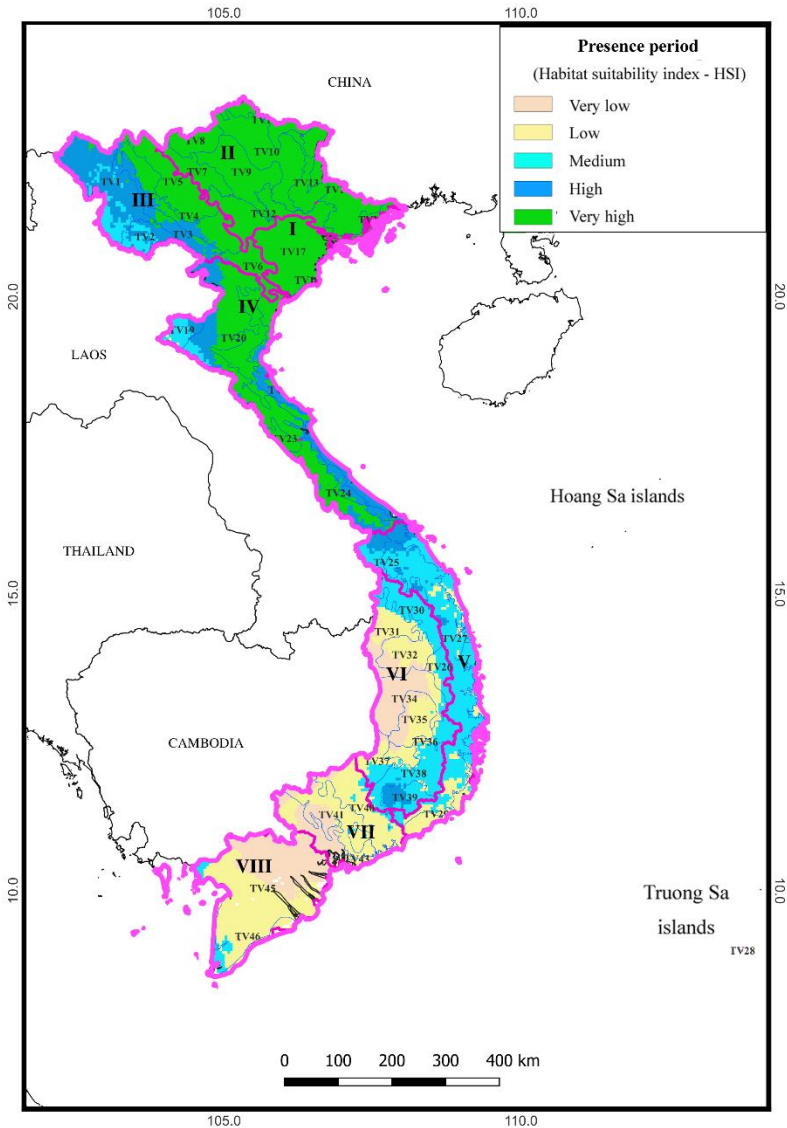 105.0
110.0
Presence period
(Habitat suitability index - HSI)
Very low
Low
Medium
High
Very high
CHINA
TV8
II
TV10
TV1
TV5
TV7
TV9
TV13
III
TV4
TV12
I
TV2
TV3
TV17
TV6
20.0
20.0
IV
TV19
TV20
LAOS
TV23
TV24
Hoang Sa islands
THAILAND
TV25
15.0
15.0
TV30
TV31
TV27
TV32
V
VI
TV26
TV34
TV35
TV36
CAMBODIA
TV37
TV38
TV39
TV40
TV41
TV29
VII
TV43
VIII
TV45
10.0
10.0
Truong Sa
islands
TV46
TV28
0 100 200 300 400 km
105.0
110.0